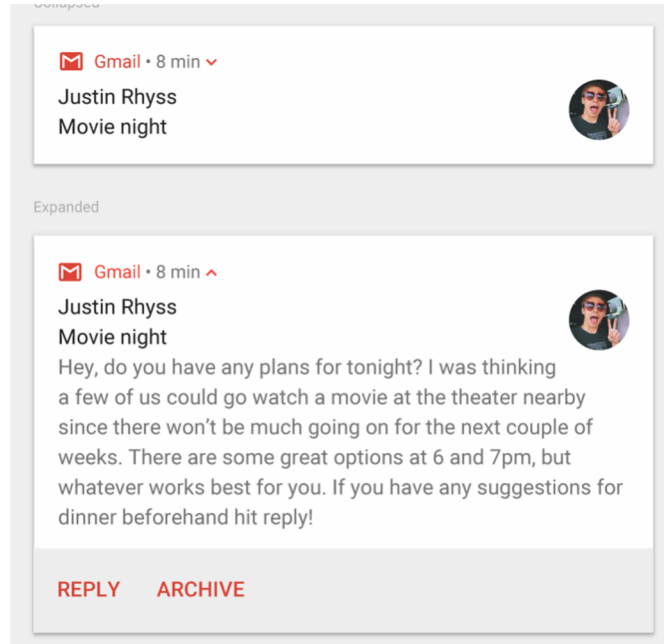 Collapsed
Gmail • 8 min
Justin Rhyss
Movie night
Expanded
Gmail • 8 min
Justin Rhyss
Movie night
Hey, do you have any plans for tonight? I was thinking
a few of us could go watch a movie at the theater nearby
since there won’t be much going on for the next couple of
weeks. There are some great options at 6 and 7pm, but
whatever works best for you. If you have any suggestions for
dinner beforehand hit reply!
REPLY ARCHIVE